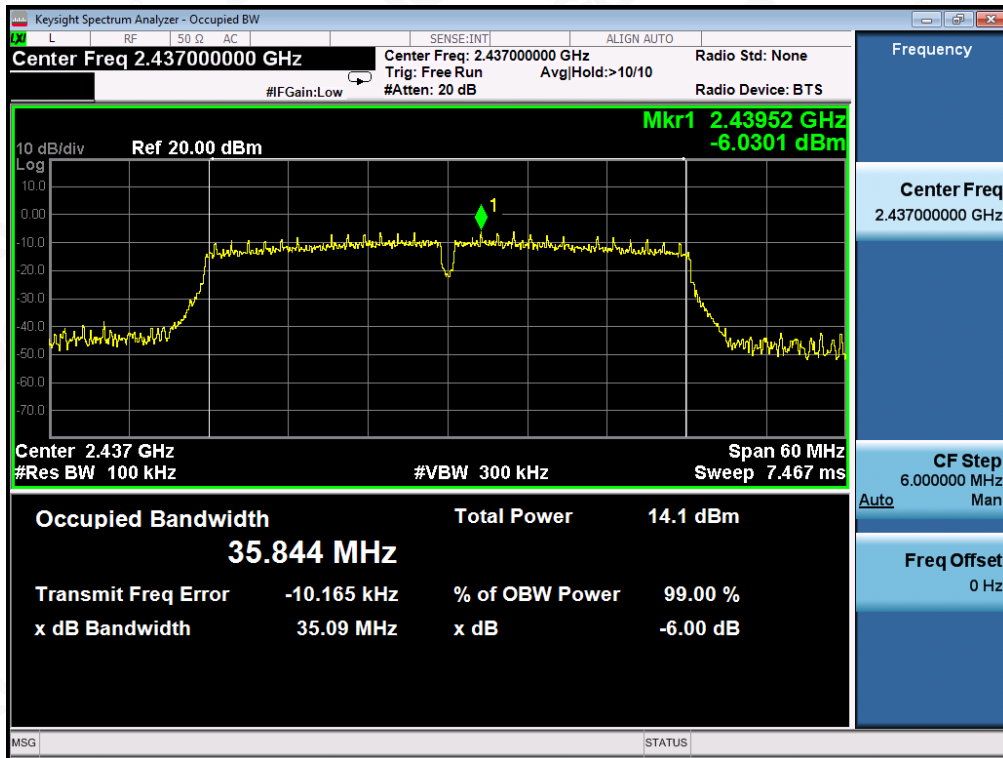 Keysight Spectrum Analyzer - Occupied BW
LXI L RF 50 Ω AC SENSE:INT ALIGN AUTO
Center Freq 2.437000000 GHz
Center Freq: 2.437000000 GHz Radio Std: None
Trig: Free Run Avg|Hold:>10/10
#IFGain:Low #Atten: 20 dB Radio Device: BTS
Mkr1 2.43952 GHz
-6.0301 dBm
10 dB/div Ref 20.00 dBm
Log
10.0
0.00
-10.0
-20.0
-30.0
-40.0
-50.0
-60.0
-70.0
1
Center 2.437 GHz Span 60 MHz
#Res BW 100 kHz #VBW 300 kHz Sweep 7.467 ms
Occupied Bandwidth Total Power 14.1 dBm
35.844 MHz
Transmit Freq Error -10.165 kHz % of OBW Power 99.00 %
x dB Bandwidth 35.09 MHz x dB -6.00 dB
Frequency
Center Freq
2.437000000 GHz
CF Step
6.000000 MHz
Auto Man
Freq Offset
0 Hz
MSG STATUS